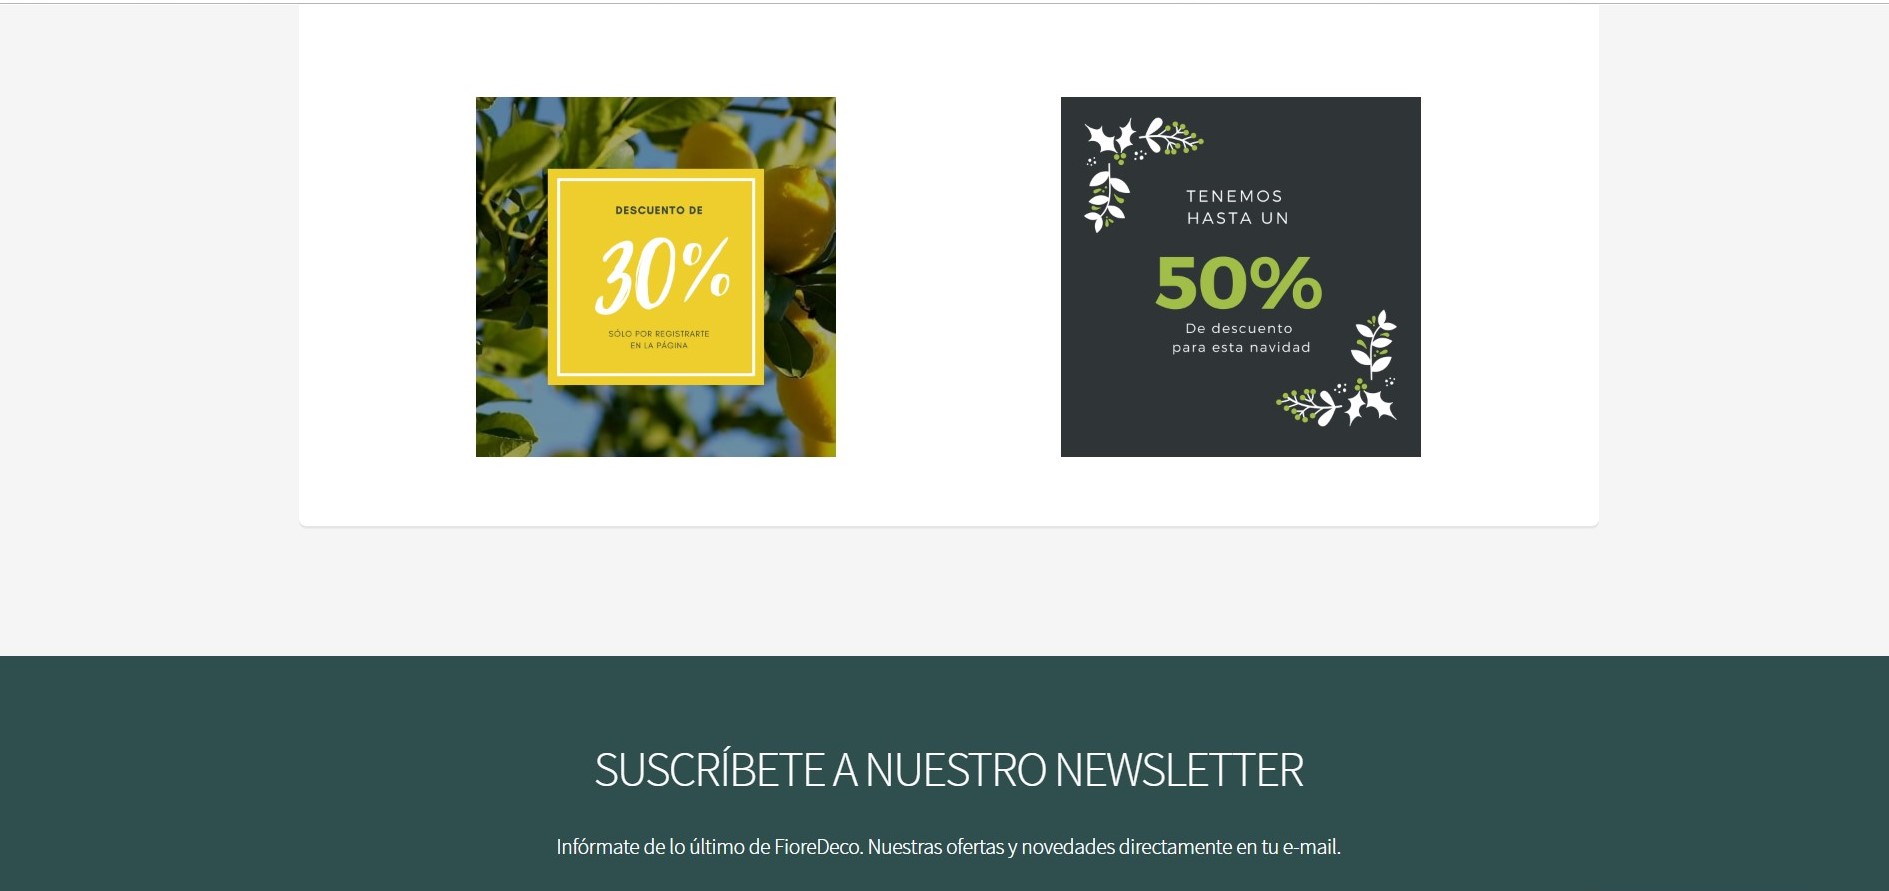 DESCUENTO DE
30%
SÓLO POR REGISTRARTE
EN LA PÁGINA
TENEMOS
HASTA UN
50%
De descuento
para esta navidad
SUSCRÍBETE A NUESTRO NEWSLETTER
Infórmate de lo último de FioreDeco. Nuestras ofertas y novedades directamente en tu e-mail.